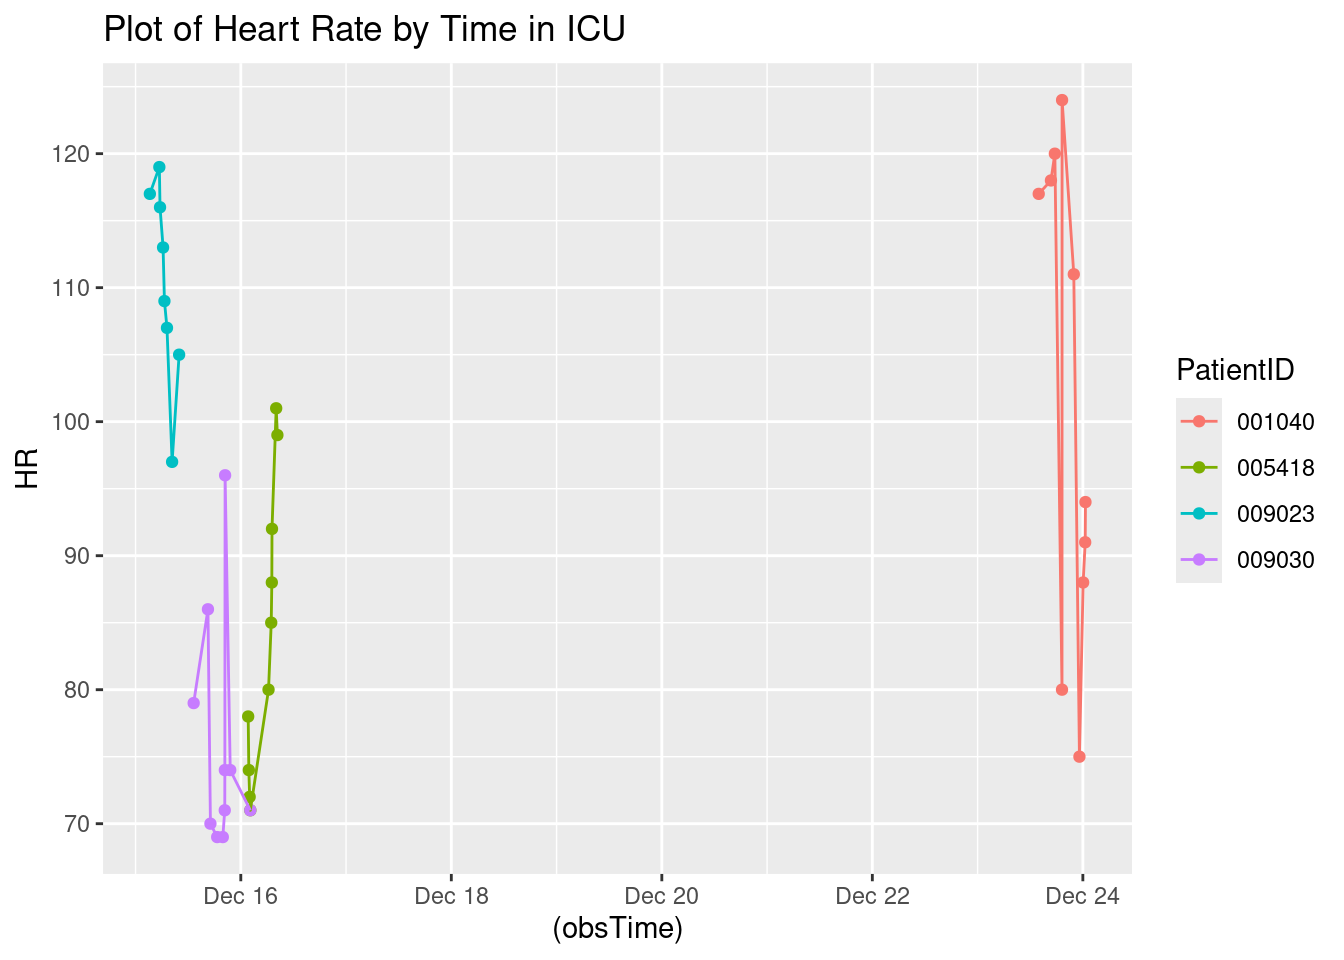 Plot of Heart Rate by Time in ICU
120
110
100
90
80
70
HR
Dec 16
Dec 18
Dec 20
Dec 22
Dec 24
(obsTime)
PatientID
001040
005418
009023
009030